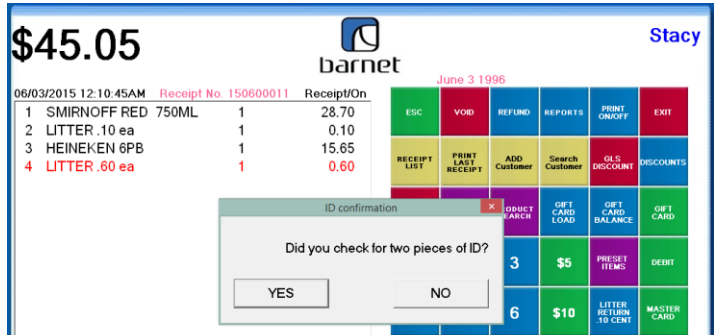 $45.05
barnet
Stacy
June 3 1996
06/03/2015 12:10:45AM Receipt No. 150600011 Receipt/On
1 SMIRNOFF RED 750ML 1 28.70
2 LITTER .10 ea 1 0.10
3 HEINEKEN 6PB 1 15.65
4 LITTER .60 ea 1 0.60
ESC VOID REFUND REPORTS PRINT ON/OFF EXIT
RECEIPT LIST PRINT LAST RECEIPT ADD Customer Search Customer GLS DISCOUNT DISCOUNTS
GIFT CARD LOAD GIFT CARD BALANCE GIFT CARD
ID confirmation
Did you check for two pieces of ID?
YES NO
3 $5 PRESET ITEMS DEBIT
6 $10 LITTER RETURN .10 CENT MASTER CARD